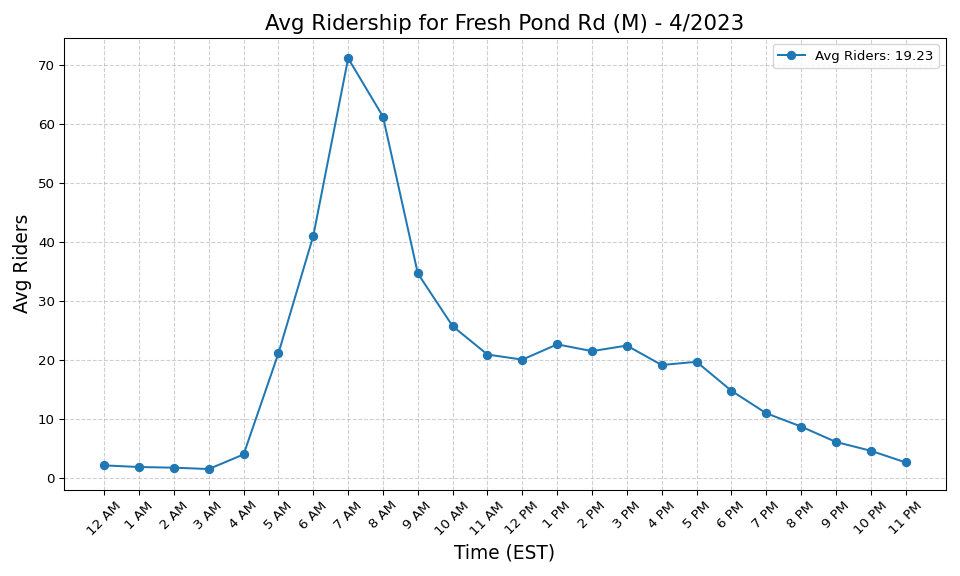 Avg Ridership for Fresh Pond Rd (M) - 4/2023
Avg Riders: 19.23
Avg Riders
70
60
50
40
30
20
10
0
12 AM
1 AM
2 AM
3 AM
4 AM
5 AM
6 AM
7 AM
8 AM
9 AM
10 AM
11 AM
12 PM
1 PM
2 PM
3 PM
4 PM
5 PM
6 PM
7 PM
8 PM
9 PM
10 PM
11 PM
Time (EST)